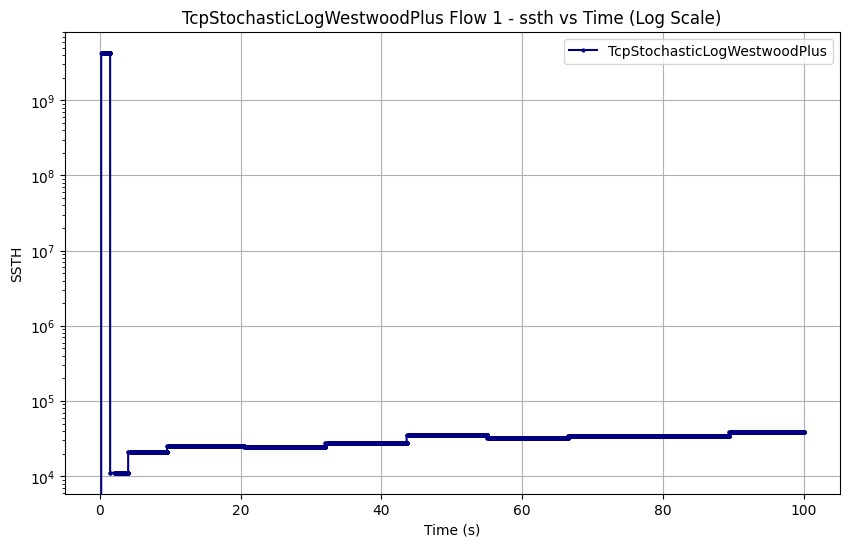 TcpStochasticLogWestwoodPlus Flow 1 - ssth vs Time (Log Scale)
TcpStochasticLogWestwoodPlus
SSTH
10^9
10^8
10^7
10^6
10^5
10^4
0 20 40 60 80 100
Time (s)